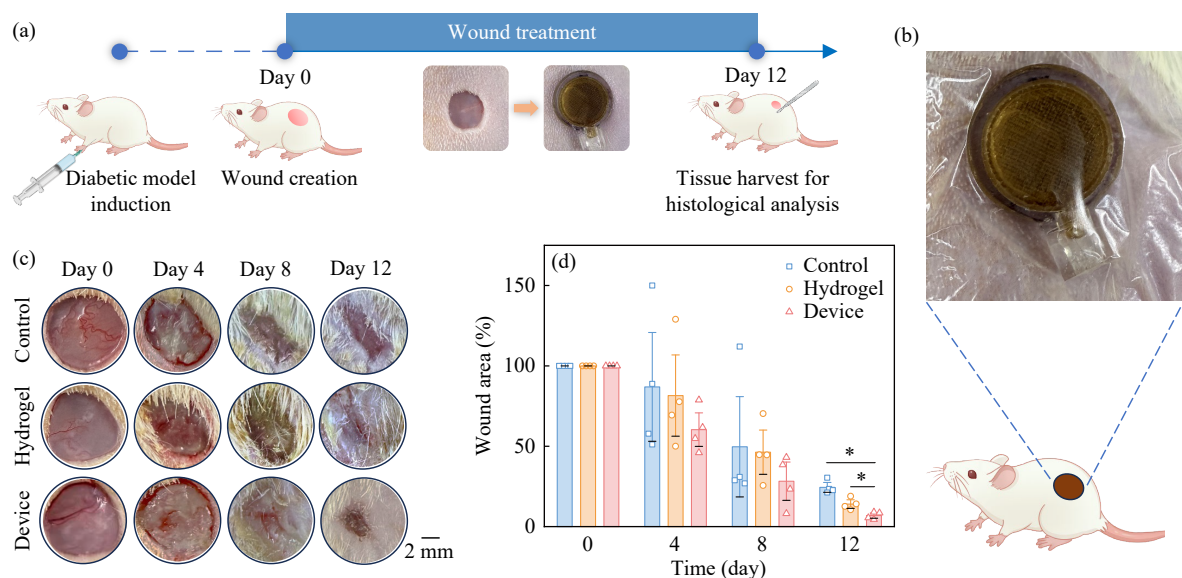 (a)
Wound treatment
Day 0
Day 12
Diabetic model
induction
Wound creation
Tissue harvest for
histological analysis
(b)
(c)
Day 0 Day 4 Day 8 Day 12
Control
Hydrogel
Device
2 mm
(d)
Control
Hydrogel
Device
Wound area (%)
150
100
50
0
*
*
0 4 8 12
Time (day)